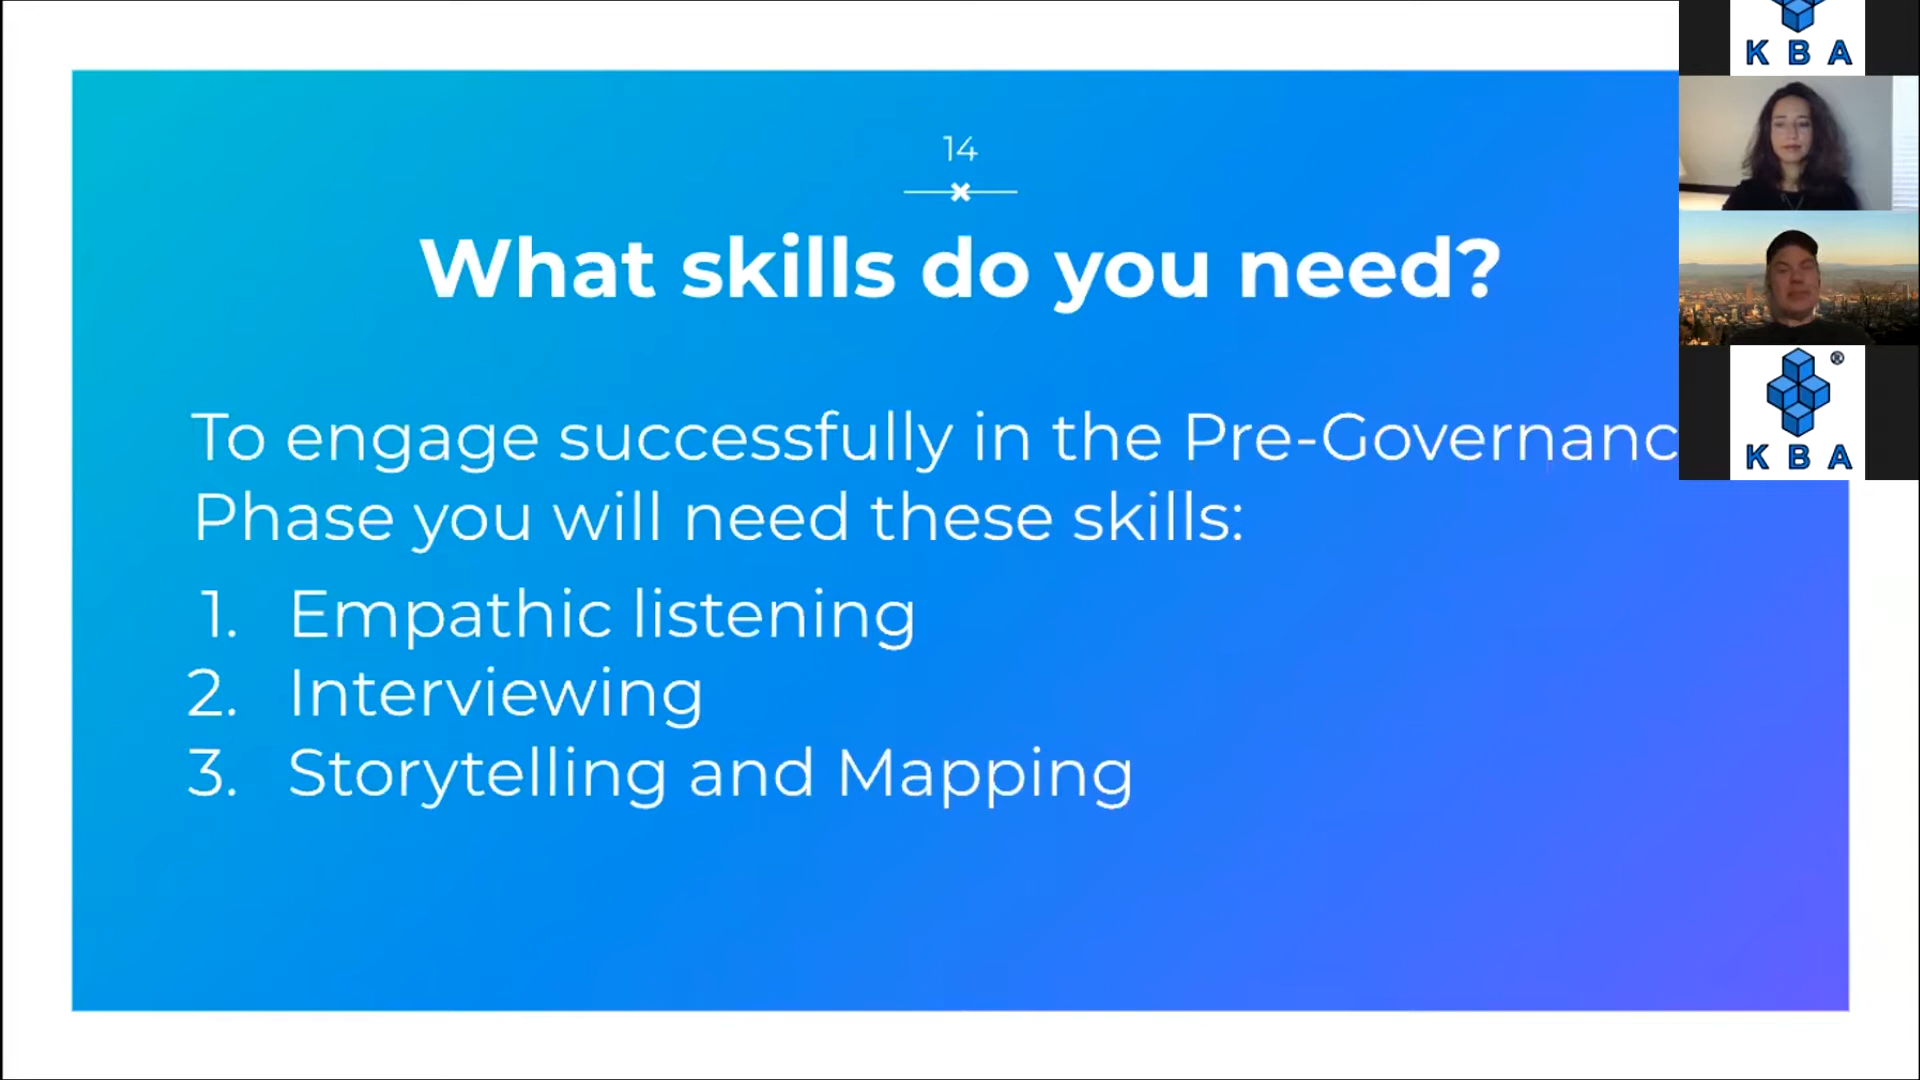 14
What skills do you need?
To engage successfully in the Pre-Governanc
Phase you will need these skills:
1. Empathic listening
2. Interviewing
3. Storytelling and Mapping
K B A
®
K B A